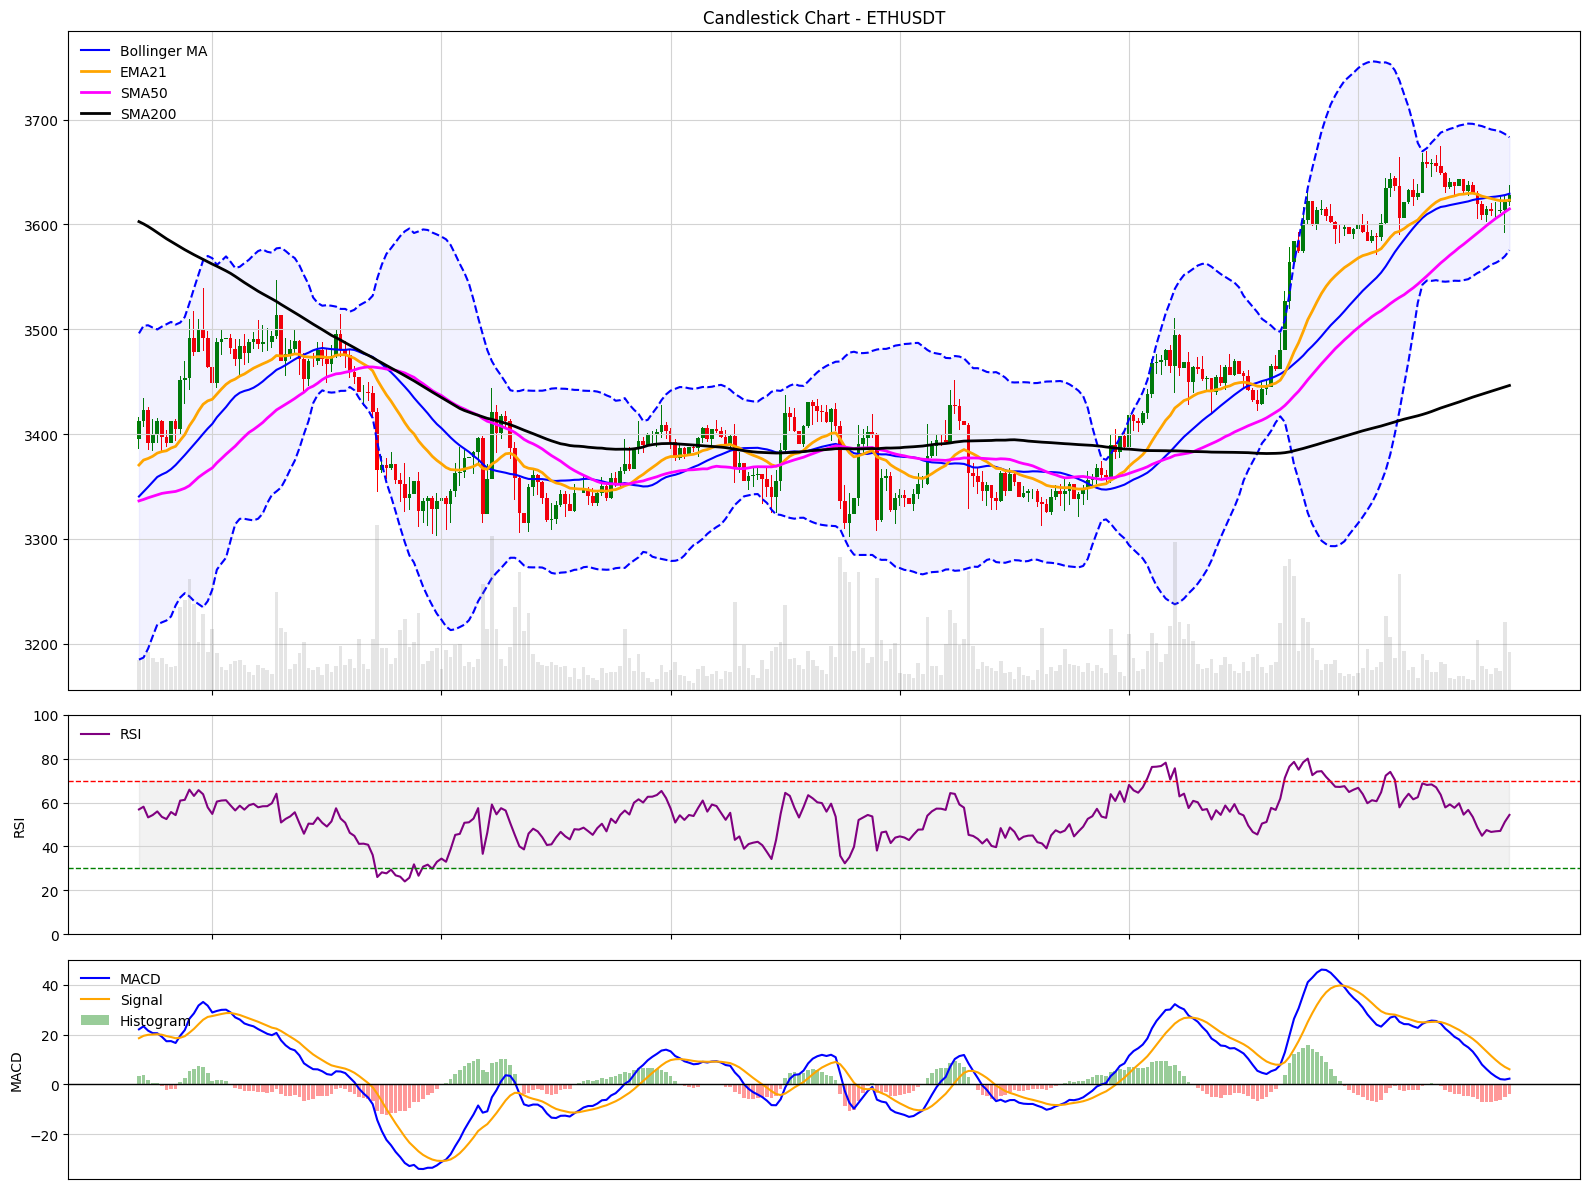 Candlestick Chart - ETHUSDT
Bollinger MA
EMA21
SMA50
SMA200
3700
3600
3500
3400
3300
3200
RSI
100
80
60
40
20
0
RSI
MACD
Signal
Histogram
40
20
0
−20
MACD